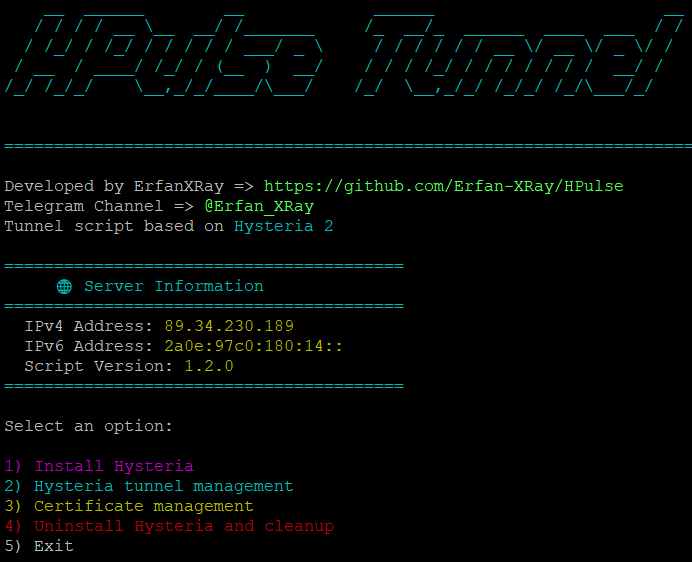 HPulse Tunnel
Developed by ErfanXRay => https://github.com/Erfan-XRay/HPulse
Telegram Channel => @Erfan_XRay
Tunnel script based on Hysteria 2
========================================
🌐 Server Information
========================================
IPv4 Address: 89.34.230.189
IPv6 Address: 2a0e:97c0:180:14::
Script Version: 1.2.0
========================================
Select an option:
1) Install Hysteria
2) Hysteria tunnel management
3) Certificate management
4) Uninstall Hysteria and cleanup
5) Exit